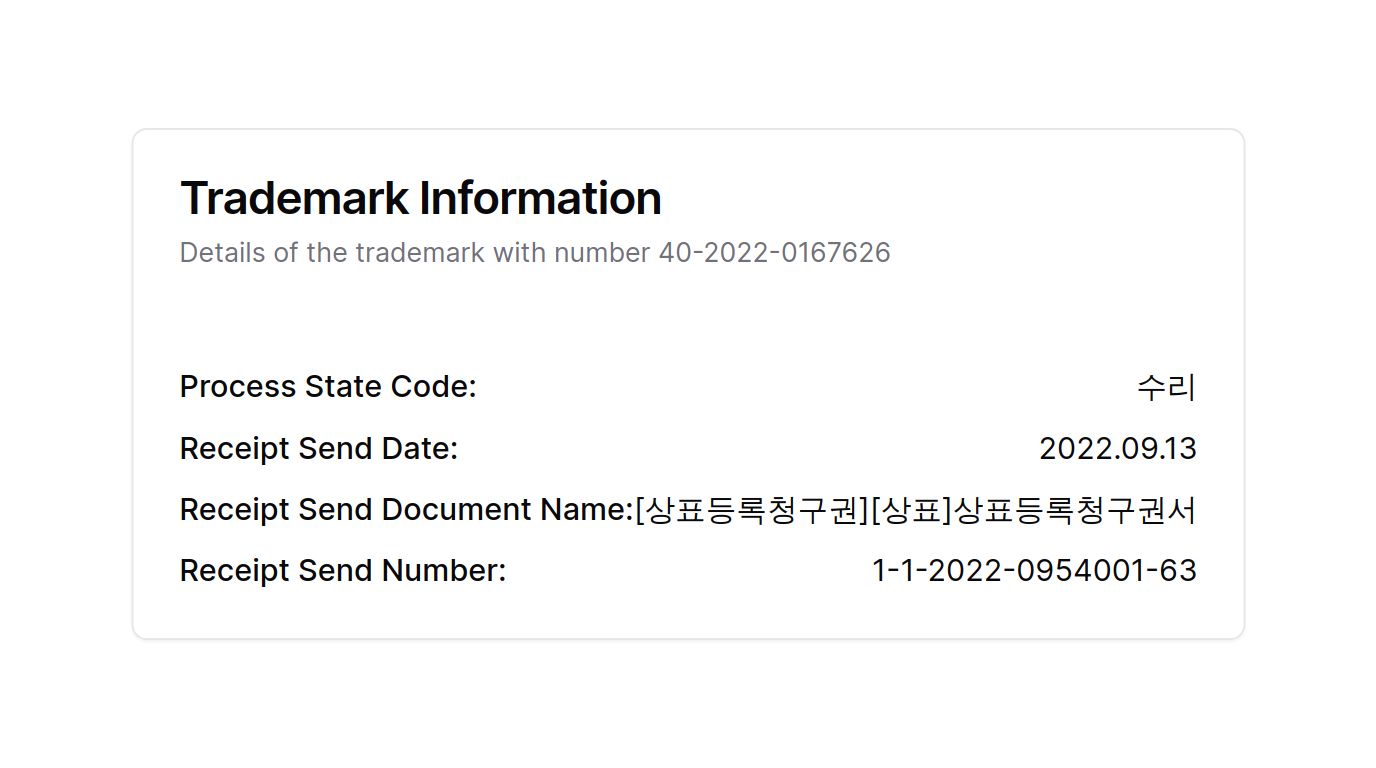 Trademark Information
Details of the trademark with number 40-2022-0167626
Process State Code: 수리
Receipt Send Date: 2022.09.13
Receipt Send Document Name:[상표등록청구권][상표]상표등록청구권서
Receipt Send Number: 1-1-2022-0954001-63